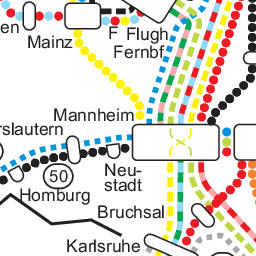 en
Mainz
F Flugh
Fernbf
Mannheim
rslautern
50
Neu-
stadt
Homburg
Bruchsal
Karlsruhe